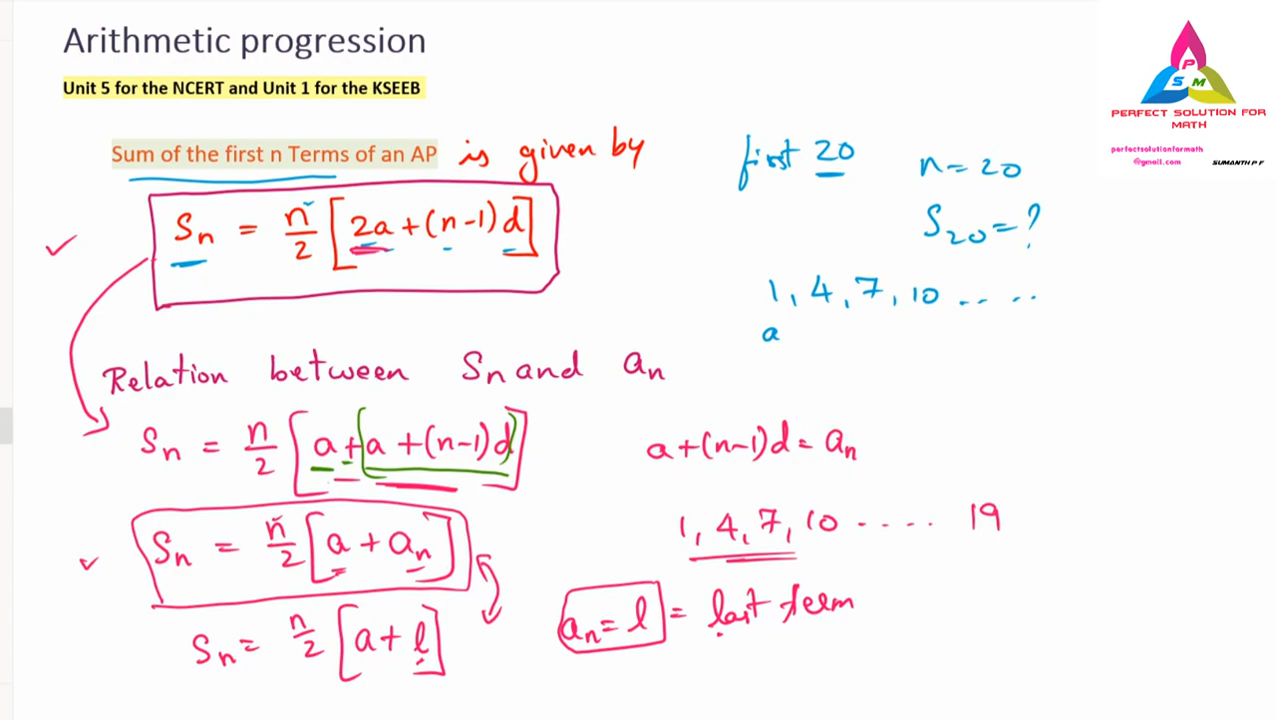 Arithmetic progression
Unit 5 for the NCERT and Unit 1 for the KSEEB
P
S M
PERFECT SOLUTION FOR
MATH
perfectsolutionformath
@gmail.com
SUMANTH P F
Sum of the first n Terms of an AP is given by
Sn = n/2 [2a+(n-1)d]
first 20
n=20
S20=?
1, 4, 7, 10 -- ..
a
Relation between Sn and an
Sn = n/2 [a+(a+(n-1)d)]
a+(n-1)d= an
Sn = n/2 [a + an]
1, 4, 7, 10 .... 19
Sn= n/2 [a+ l]
an= l = last term